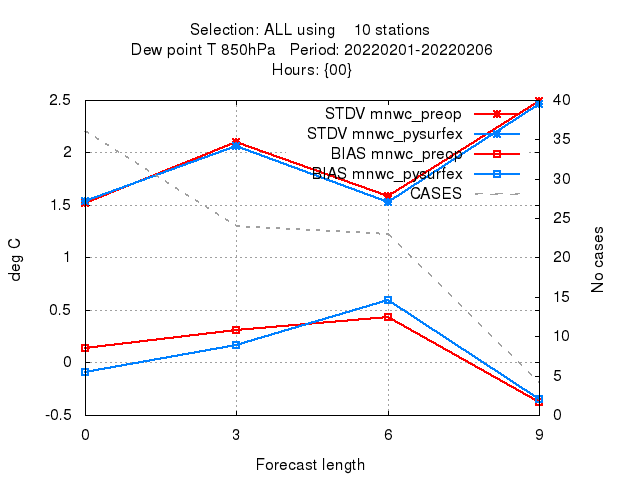 Selection: ALL using    10 stations
Dew point T 850hPa   Period: 20220201-20220206
Hours: {00}
2.5
2
1.5
1
0.5
0
-0.5
deg C
STDV mnwc_preop
STDV mnwc_pysurfex
BIAS mnwc_preop
BIAS mnwc_pysurfex
CASES
40
35
30
25
20
15
10
5
0
No cases
0 3 6 9
Forecast length